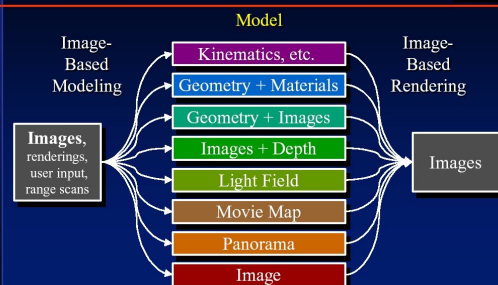 Model
Image-
Based
Modeling
Image-
Based
Rendering
Kinematics, etc.
Geometry + Materials
Geometry + Images
Images + Depth
Light Field
Movie Map
Panorama
Image
Images,
renderings,
user input,
range scans
Images